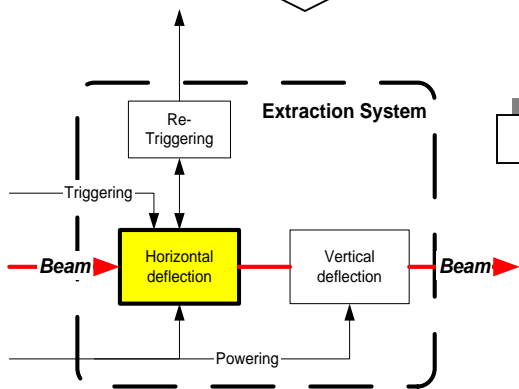 Extraction System
Re-
Triggering
Triggering
Beam
Horizontal
deflection
Vertical
deflection
Beam
Powering